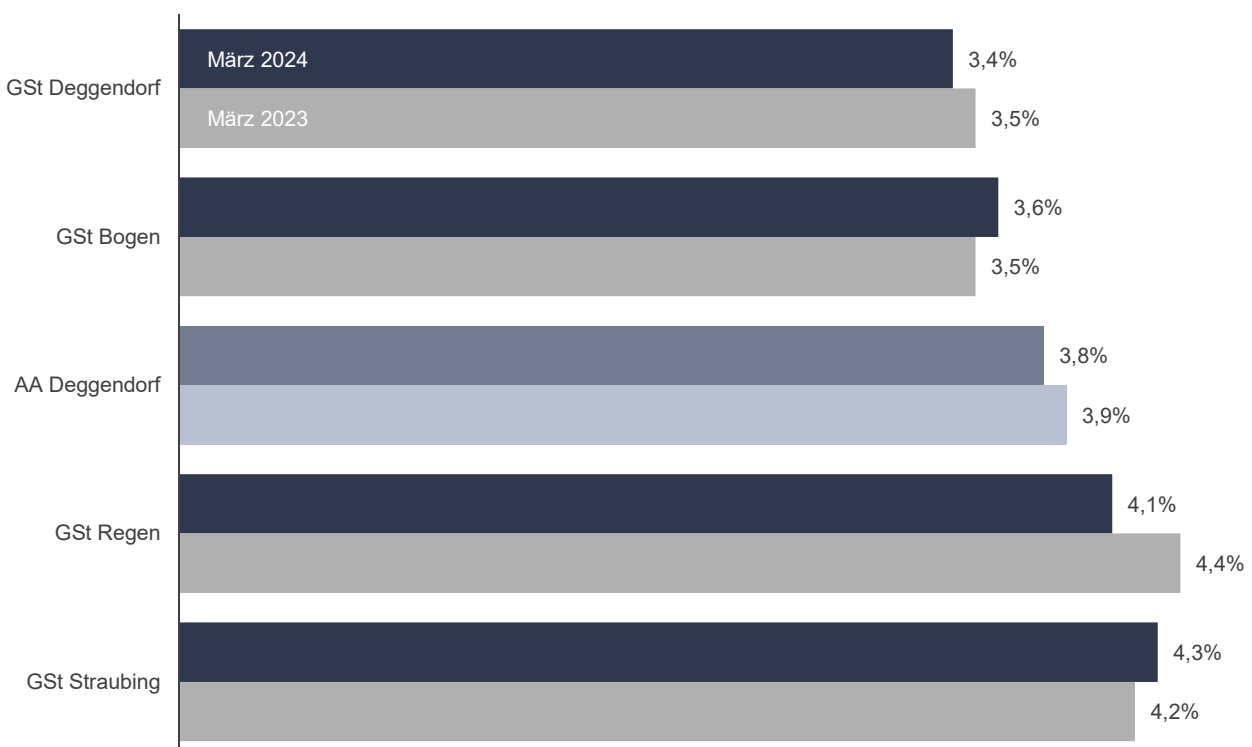 März 2024
3,4%
GSt Deggendorf
März 2023
3,5%
3,6%
GSt Bogen
3,5%
3,8%
AA Deggendorf
3,9%
4,1%
GSt Regen
4,4%
4,3%
GSt Straubing
4,2%